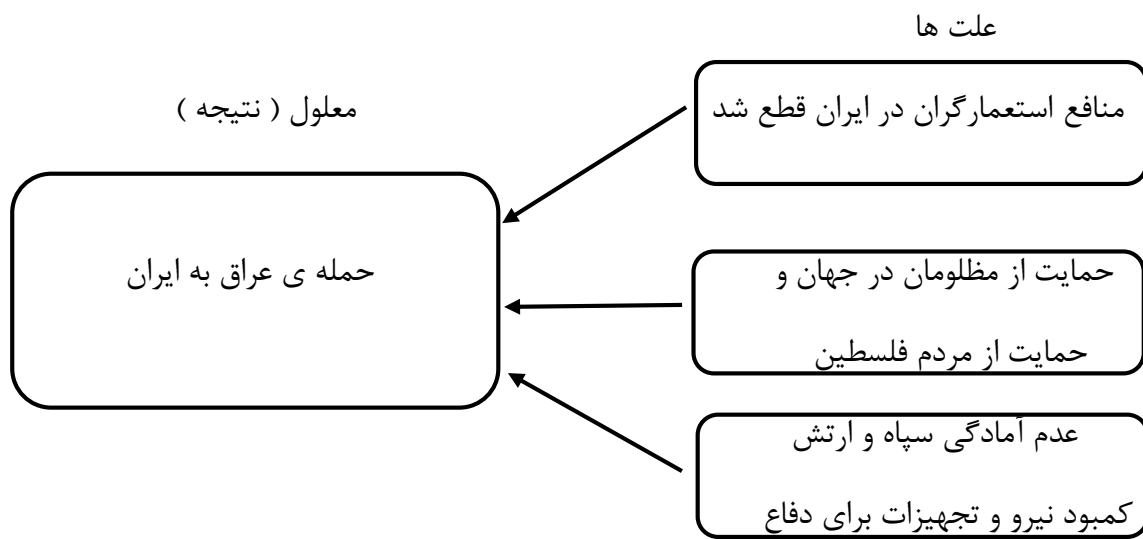 علت ها
منافع استعمارگران در ایران قطع شد
معلول ( نتیجه )
حمایت از مظلومان در جهان و
حمایت از مردم فلسطین
حمله ی عراق به ایران
عدم آمادگی سپاه و ارتش
کمبود نیرو و تجهیزات برای دفاع